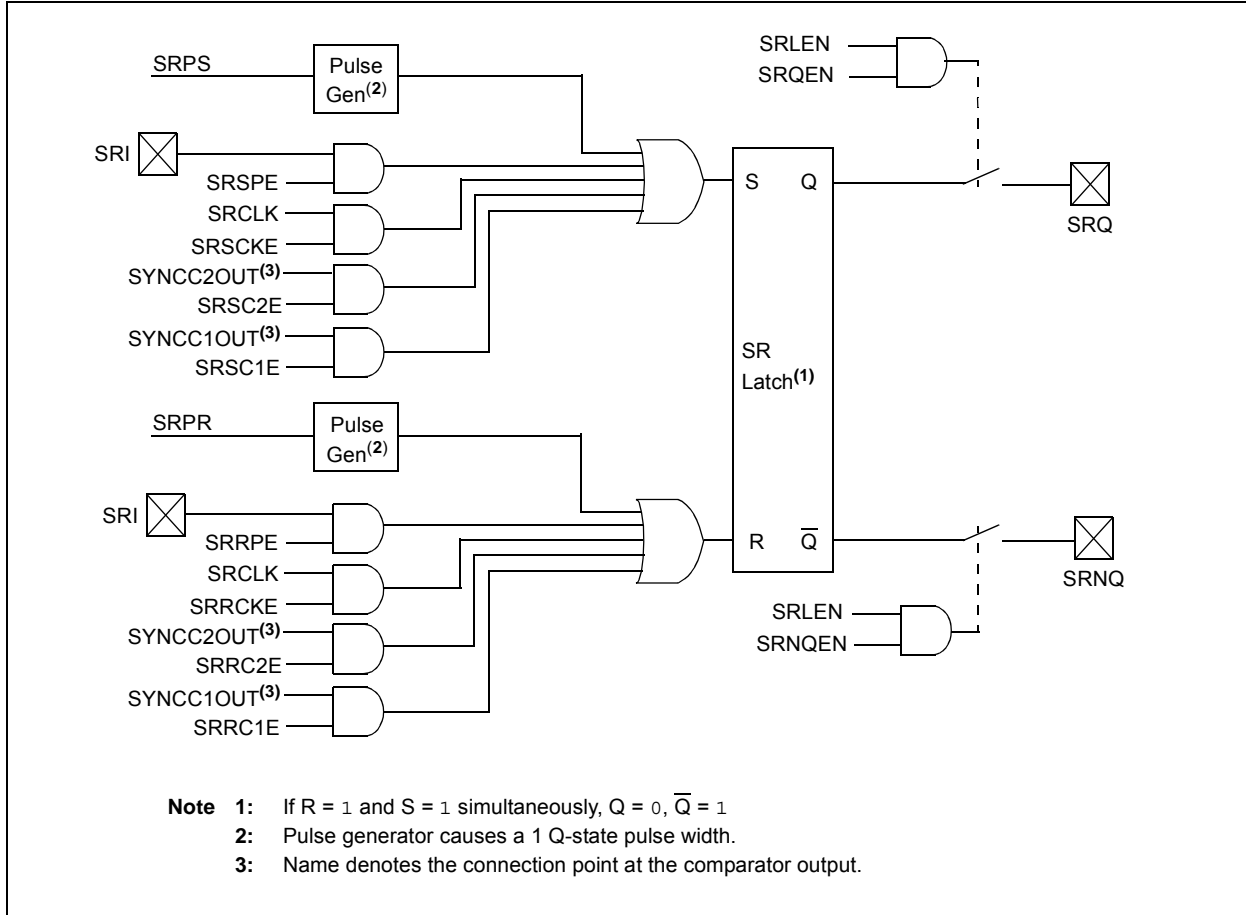 SRPS
Pulse
Gen(2)
SRI
SRSPE
SRCLK
SRSCKE
SYNCC2OUT(3)
SRSC2E
SYNCC1OUT(3)
SRSC1E
SRPR
Pulse
Gen(2)
SRI
SRRPE
SRCLK
SRRCKE
SYNCC2OUT(3)
SRRC2E
SYNCC1OUT(3)
SRRC1E
S Q
SR
Latch(1)
R Q̅
SRLEN
SRQEN
SRQ
SRLEN
SRNQEN
SRNQ
Note 1: If R = 1 and S = 1 simultaneously, Q = 0, Q̅ = 1
2: Pulse generator causes a 1 Q-state pulse width.
3: Name denotes the connection point at the comparator output.